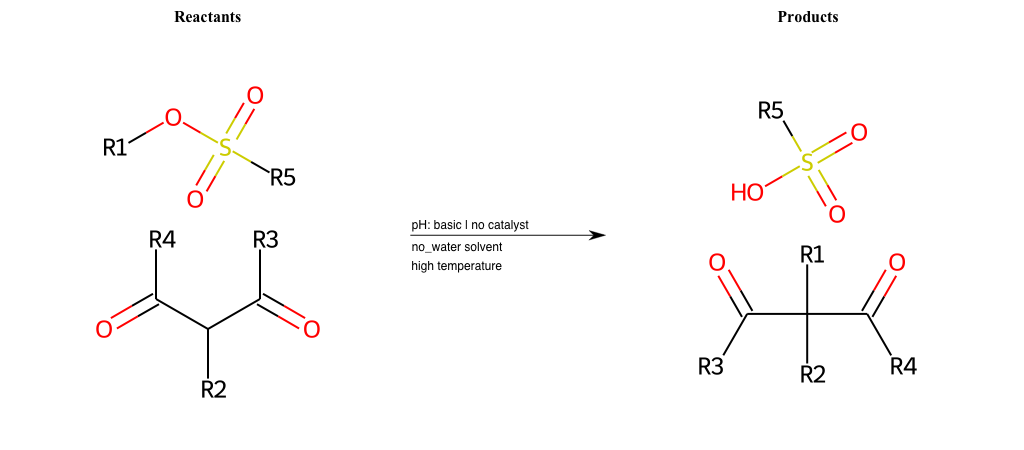 Reactants
Products
O
O
R1
S
R5
O
R4
R3
O
O
R2
pH: basic | no catalyst
no_water solvent
high temperature
R5
O
S
HO
O
O
R1
O
R3
R2
R4